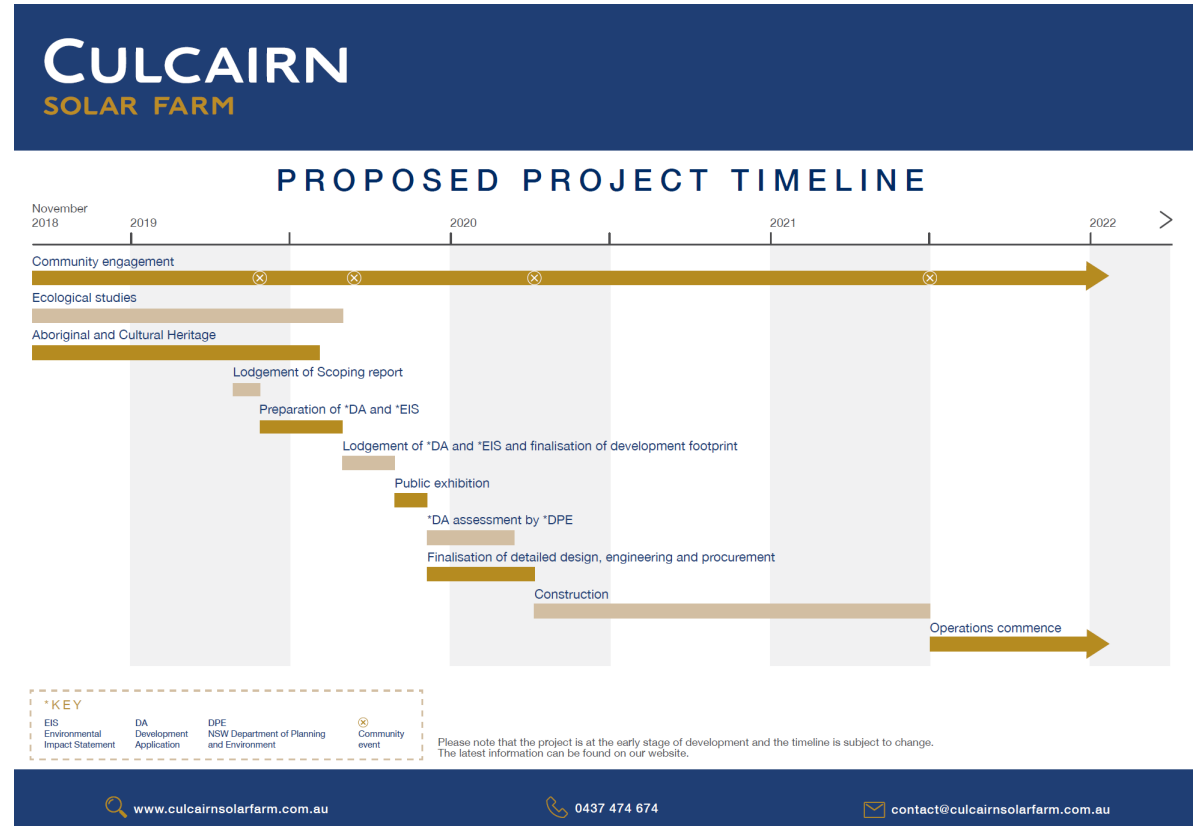 CULCAIRN
SOLAR FARM
PROPOSED PROJECT TIMELINE
November
2018
2019
2020
2021
2022
Community engagement
Ecological studies
Aboriginal and Cultural Heritage
Lodgement of Scoping report
Preparation of *DA and *EIS
Lodgement of *DA and *EIS and finalisation of development footprint
Public exhibition
*DA assessment by *DPE
Finalisation of detailed design, engineering and procurement
Construction
Operations commence
*KEY
EIS
Environmental
Impact Statement
DA
Development
Application
DPE
NSW Department of Planning
and Environment
Community
event
Please note that the project is at the early stage of development and the timeline is subject to change.
The latest information can be found on our website.
www.culcairnsolarfarm.com.au
0437 474 674
contact@culcairnsolarfarm.com.au